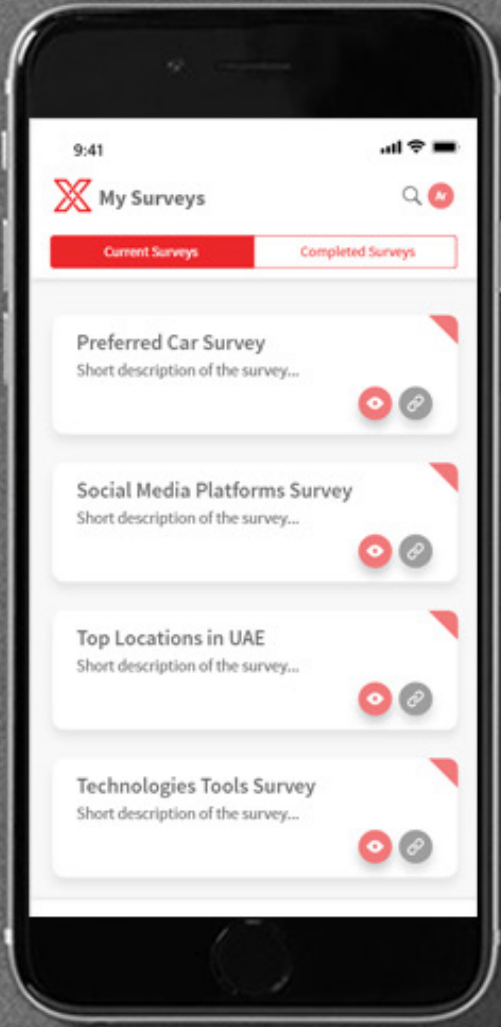 9:41
My Surveys
Ar
Current Surveys
Completed Surveys
Preferred Car Survey
Short description of the survey...
Social Media Platforms Survey
Short description of the survey...
Top Locations in UAE
Short description of the survey...
Technologies Tools Survey
Short description of the survey...